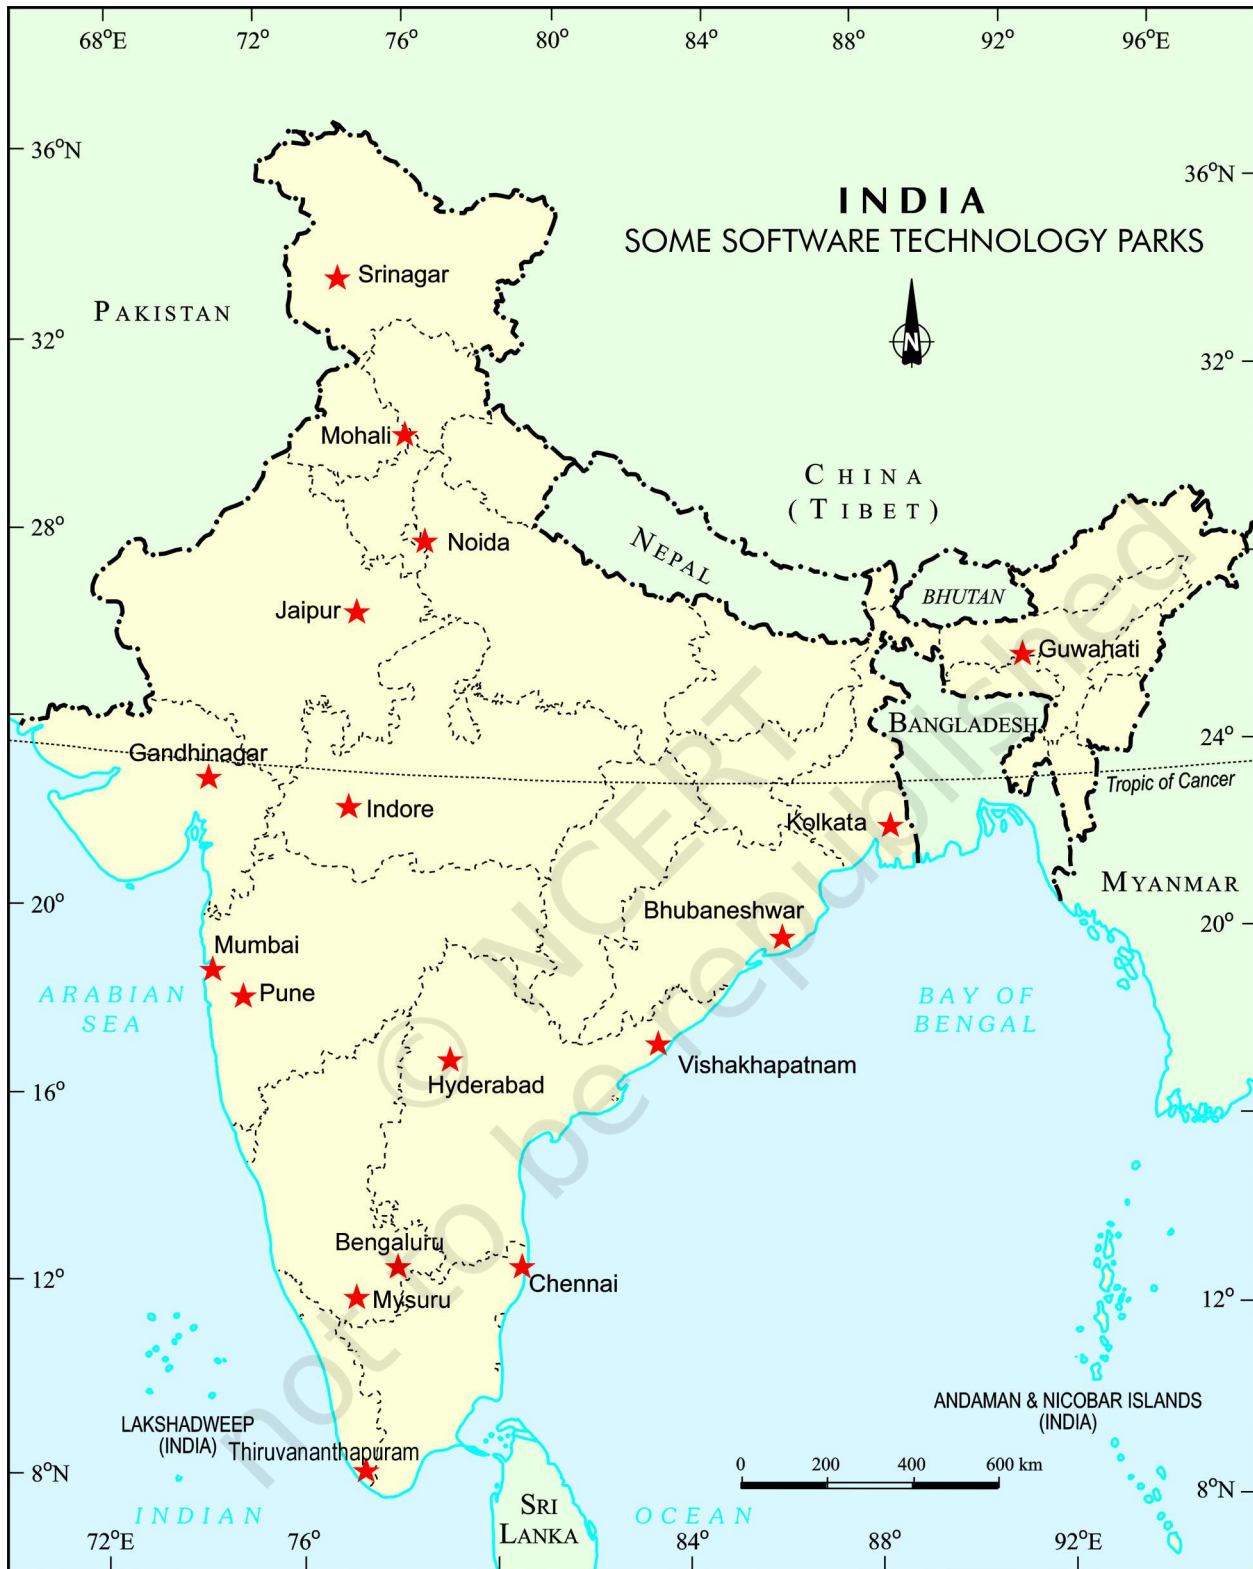 68°E 72° 76° 80° 84° 88° 92° 96°E
36°N
36°N
INDIA
SOME SOFTWARE TECHNOLOGY PARKS
Srinagar
PAKISTAN
N
32°
32°
Mohali
CHINA
(TIBET)
28°
Noida
NEPAL
BHUTAN
Jaipur
Guwahati
BANGLADESH
24°
Gandhinagar
Tropic of Cancer
Indore
Kolkata
MYANMAR
20°
20°
Bhubaneshwar
Mumbai
Pune
ARABIAN
SEA
BAY OF
BENGAL
Vishakhapatnam
Hyderabad
16°
© NCERT
not to be republished
Bengaluru
Chennai
Mysuru
12°
12°
ANDAMAN & NICOBAR ISLANDS
(INDIA)
LAKSHADWEEP
(INDIA)
Thiruvananthapuram
0 200 400 600 km
8°N
8°N
SRI
LANKA
INDIAN OCEAN
72°E 76° 84° 88° 92°E